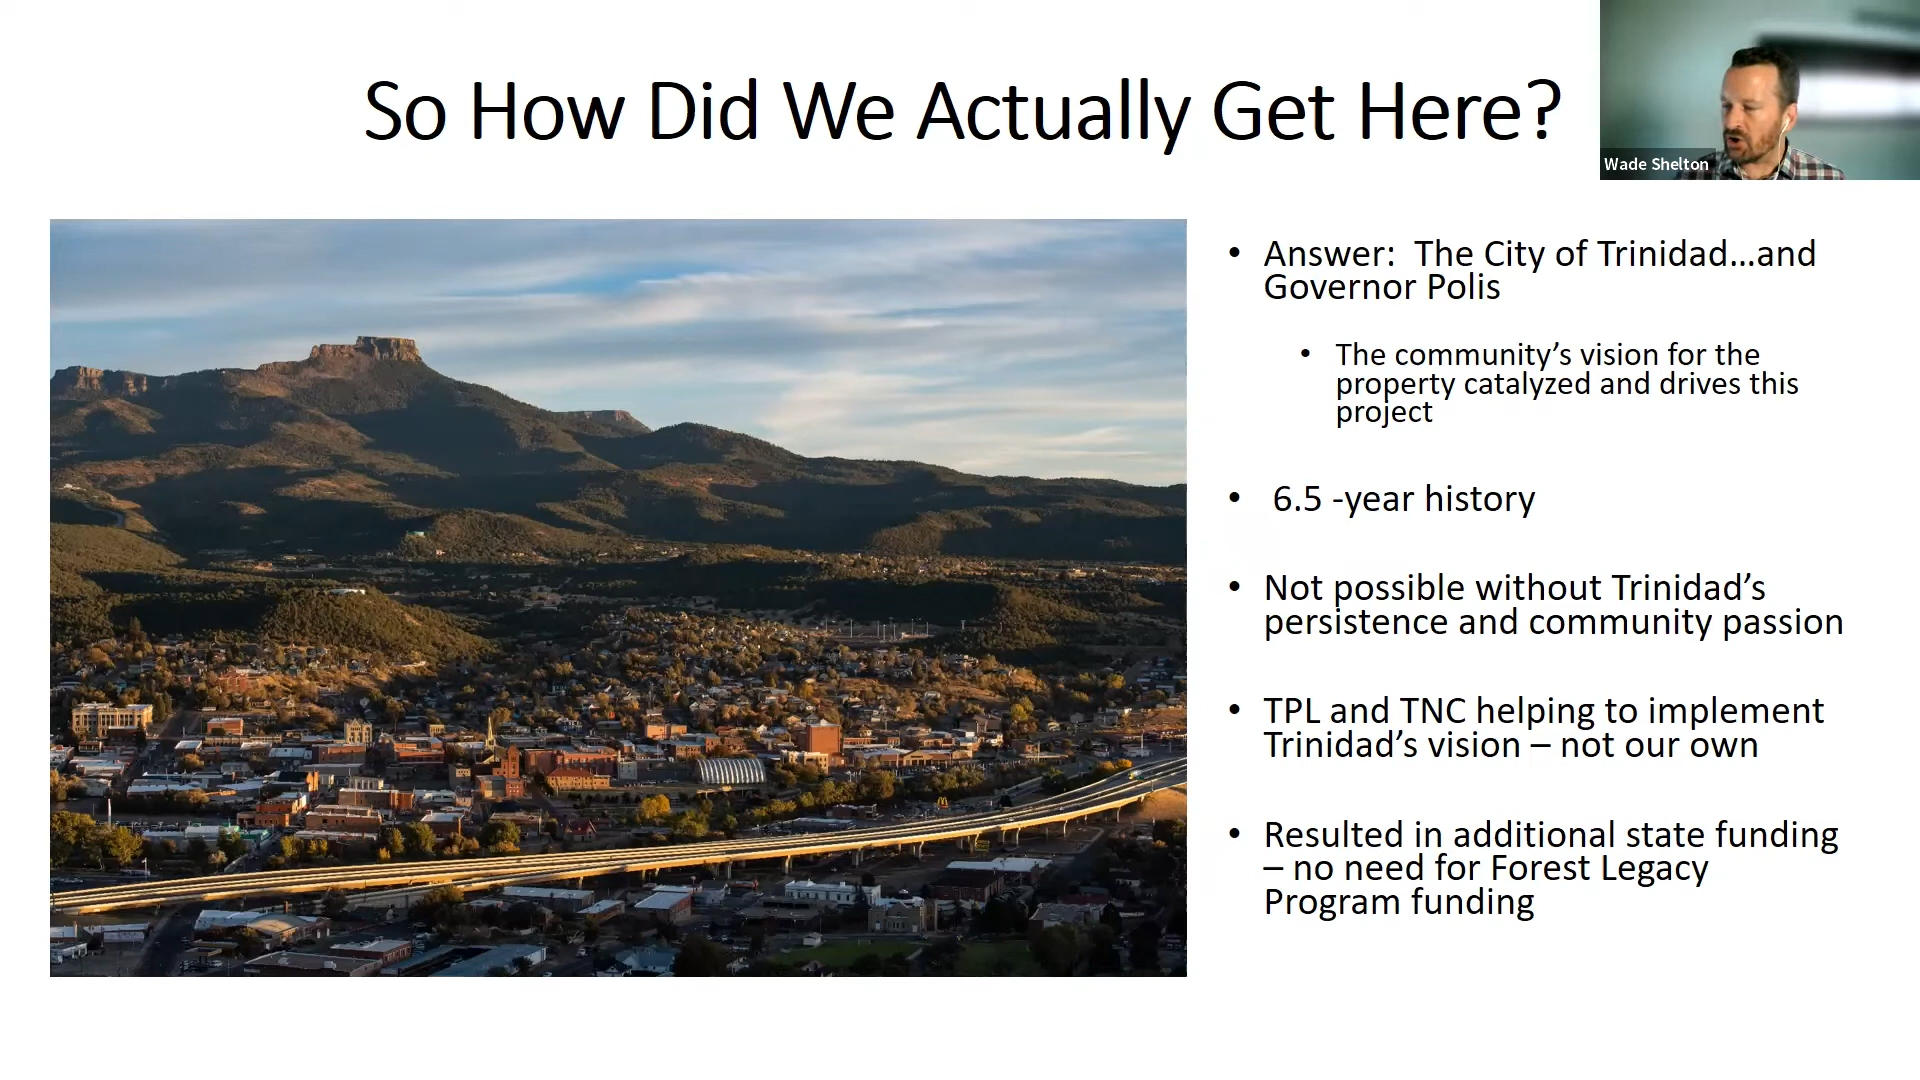 So How Did We Actually Get Here?
Wade Shelton
• Answer:  The City of Trinidad…and
Governor Polis
• The community’s vision for the
property catalyzed and drives this
project
• 6.5 -year history
• Not possible without Trinidad’s
persistence and community passion
• TPL and TNC helping to implement
Trinidad’s vision – not our own
• Resulted in additional state funding
– no need for Forest Legacy
Program funding